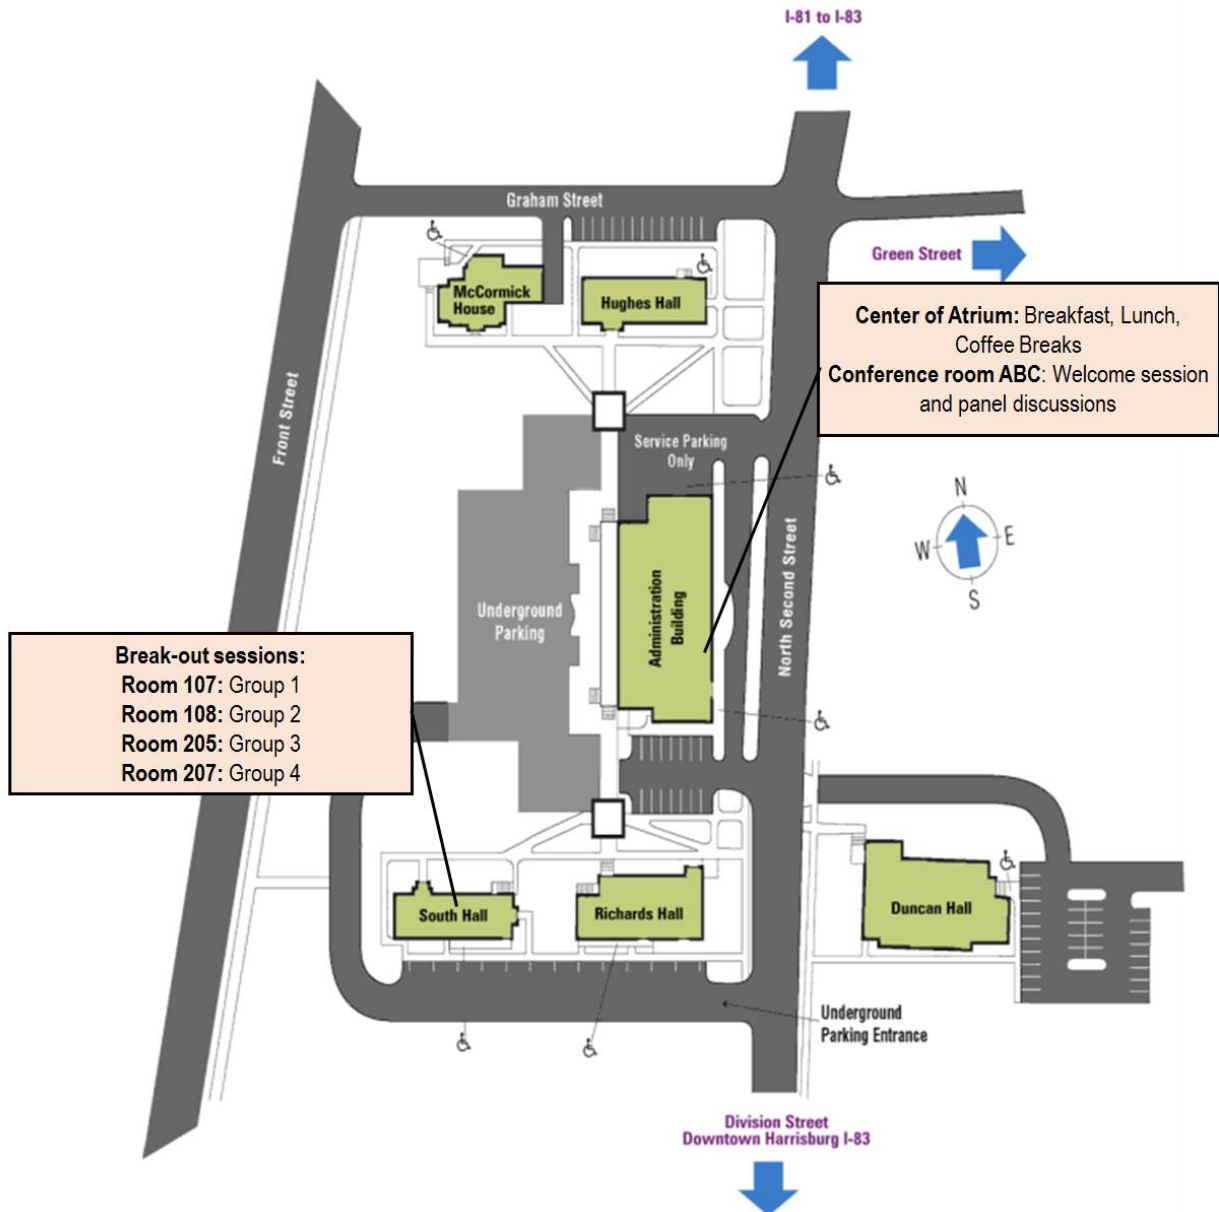 I-81 to I-83
Graham Street
Green Street
McCormick
House
Hughes Hall
Center of Atrium: Breakfast, Lunch,
Coffee Breaks
Conference room ABC: Welcome session
and panel discussions
Front Street
Service Parking
Only
N
W
E
S
North Second Street
Administration
Building
Underground
Parking
Break-out sessions:
Room 107: Group 1
Room 108: Group 2
Room 205: Group 3
Room 207: Group 4
South Hall
Richards Hall
Duncan Hall
Underground
Parking Entrance
Division Street
Downtown Harrisburg I-83